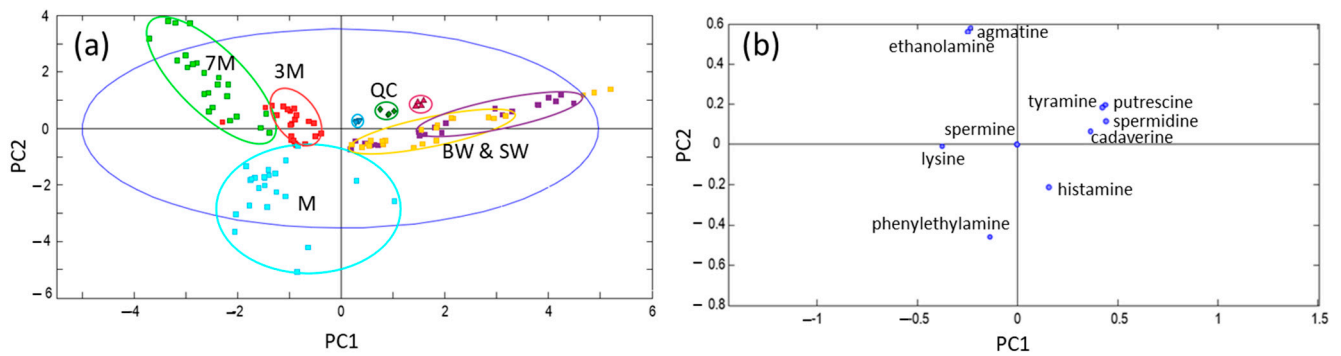 (a)
7M
3M
QC
BW & SW
M
PC2
4
2
0
−2
−4
−6
−4
−2
0
2
4
6
PC1
(b)
agmatine
ethanolamine
tyramine
putrescine
spermidine
spermine
cadaverine
lysine
histamine
phenylethylamine
PC2
0.6
0.4
0.2
0
−0.2
−0.4
−0.6
−0.8
−1
−0.5
0
0.5
1
1.5
PC1